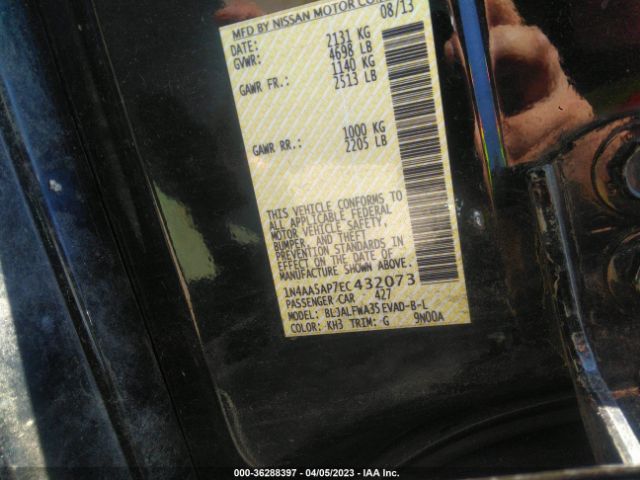 MFD BY NISSAN MOTOR CO
DATE: 08/13
GVWR: 2131 KG
4698 LB
GAWR FR.: 1140 KG
2513 LB
GAWR RR.: 1000 KG
2205 LB
THIS VEHICLE CONFORMS TO
ALL APPLICABLE FEDERAL
MOTOR VEHICLE SAFETY,
BUMPER, AND THEFT
PREVENTION STANDARDS IN
EFFECT ON THE DATE OF
MANUFACTURE SHOWN ABOVE.
1N4AA5AP7EC432073
PASSENGER CAR 427
MODEL: BLJALFWA35EVAD-B-L
COLOR: KH3 TRIM: G 9N00A
000-36288397 - 04/05/2023 - IAA Inc.